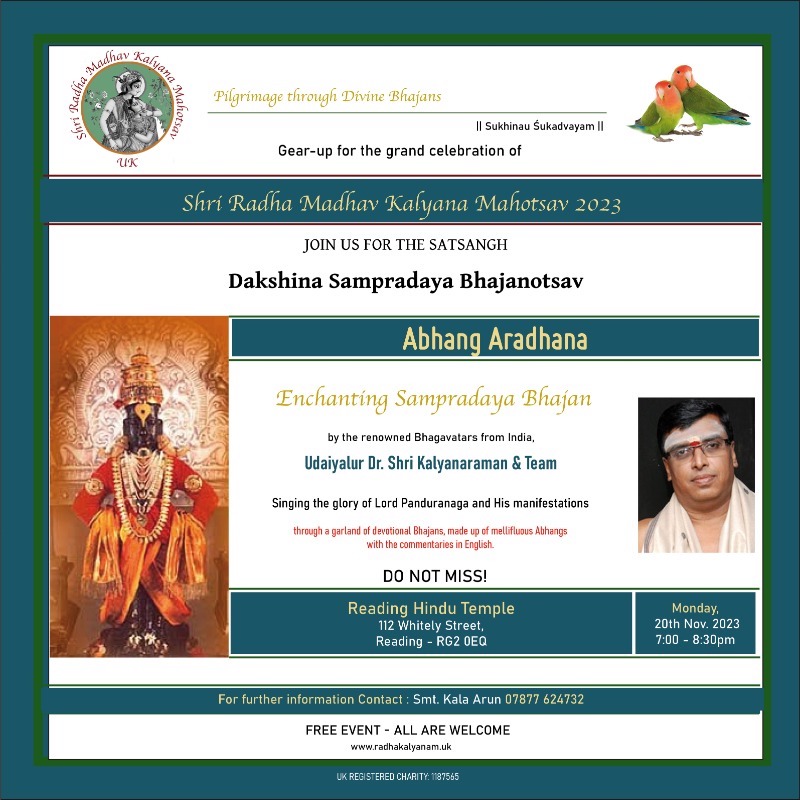 Shri Radha Madhav Kalyana Mahotsav
UK
Pilgrimage through Divine Bhajans
|| Sukhinau Śukadvayam ||
Gear-up for the grand celebration of
Shri Radha Madhav Kalyana Mahotsav 2023
JOIN US FOR THE SATSANGH
Dakshina Sampradaya Bhajanotsav
Abhang Aradhana
Enchanting Sampradaya Bhajan
by the renowned Bhagavatars from India,
Udaiyalur Dr. Shri Kalyanaraman & Team
Singing the glory of Lord Panduranaga and His manifestations
through a garland of devotional Bhajans, made up of mellifluous Abhangs
with the commentaries in English.
DO NOT MISS!
Reading Hindu Temple
112 Whitely Street,
Reading - RG2 0EQ
Monday,
20th Nov. 2023
7:00 - 8:30pm
For further information Contact : Smt. Kala Arun 07877 624732
FREE EVENT - ALL ARE WELCOME
www.radhakalyanam.uk
UK REGISTERED CHARITY: 1187565